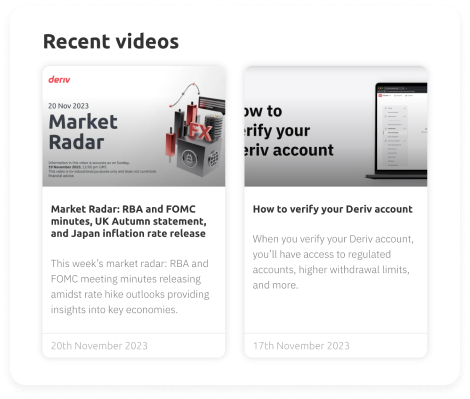 Recent videos
deriv
20 Nov 2023
Market
Radar
FX
Information in this video is accurate as on Sunday,
19 November 2023, 12:00 pm GMT.
This video is for educational purposes only and does not constitute
financial advice.
Market Radar: RBA and FOMC
minutes, UK Autumn statement,
and Japan inflation rate release
This week's market radar: RBA and
FOMC meeting minutes releasing
amidst rate hike outlooks providing
insights into key economies.
20th November 2023
ow to
erify your
eriv account
How to verify your Deriv account
When you verify your Deriv account,
you'll have access to regulated
accounts, higher withdrawal limits,
and more.
17th November 2023